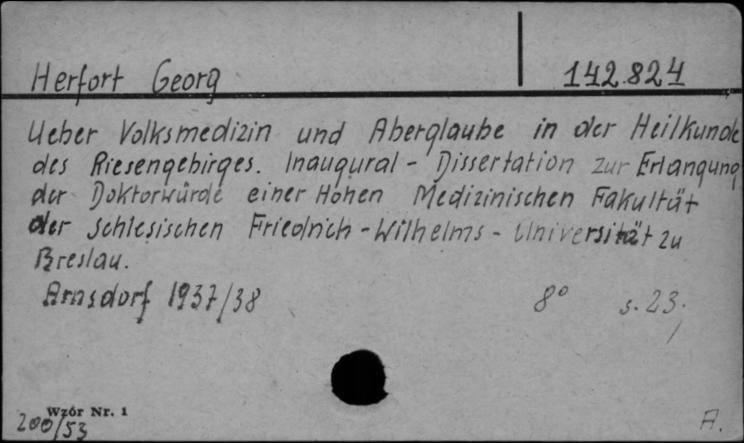 Herfort Georg 142.824
Ueber Volksmedizin und Aberglaube in der Heilkunde
des Riesengebirges. Inaugural - Dissertation zur Erlangung
der Doktorwürde einer Hohen Medizinischen Fakultät
der Schlesischen Friedrich - Wilhelms - Universität zu
Breslau.
Arnsdorf 1937/38 8° s. 23.
Wzór Nr. 1
200/53 A.